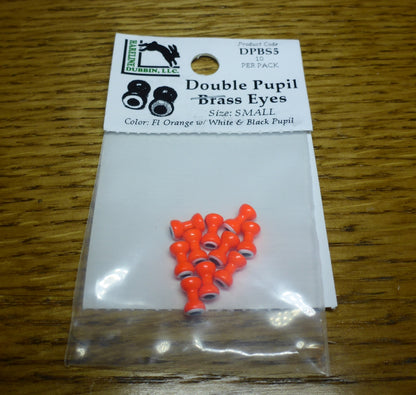 HARELINE
DUBBIN, LLC.
Product Code
DPBS5
10
PER PACK
Double Pupil
Brass Eyes
Size: SMALL
Color: Fl Orange w/ White & Black Pupil